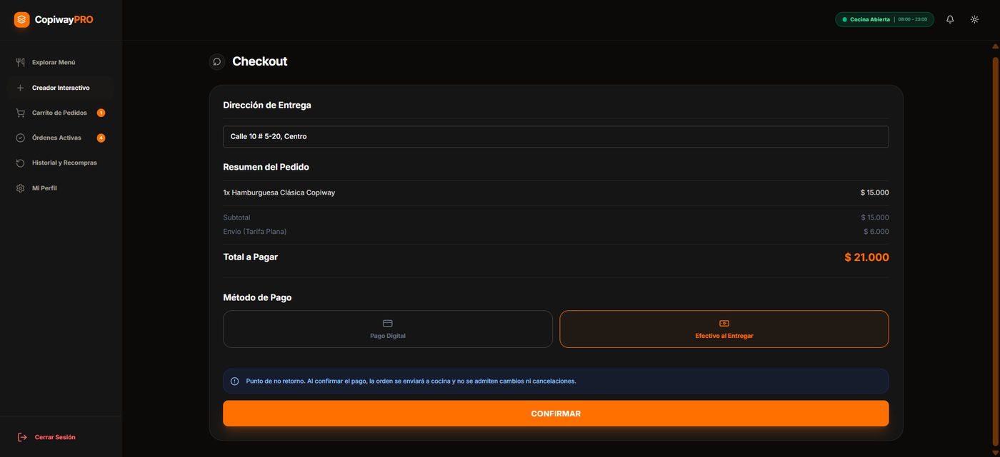 CopiwayPRO
Cocina Abierta | 08:00 - 23:00
Explorar Menú
Creador Interactivo
Carrito de Pedidos 1
Órdenes Activas 4
Historial y Recompras
Mi Perfil
Cerrar Sesión
Checkout
Dirección de Entrega
Calle 10 # 5-20, Centro
Resumen del Pedido
1x Hamburguesa Clásica Copiway $ 15.000
Subtotal $ 15.000
Envío (Tarifa Plana) $ 6.000
Total a Pagar $ 21.000
Método de Pago
Pago Digital
Efectivo al Entregar
Punto de no retorno. Al confirmar el pago, la orden se enviará a cocina y no se admiten cambios ni cancelaciones.
CONFIRMAR